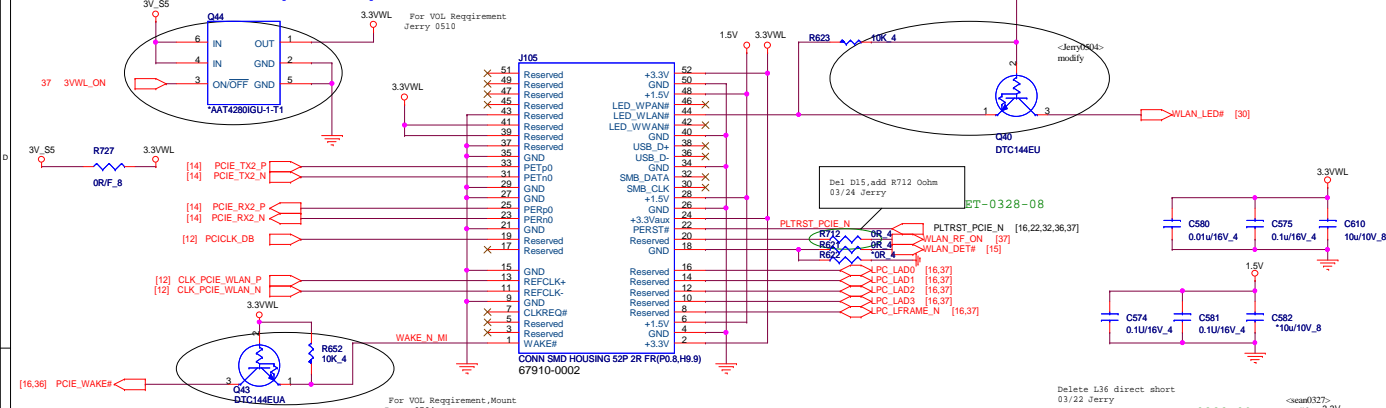 3V_S5
Q44
3.3VWL
For VOL Reqqirement
Jerry 0510
6 IN OUT 1
4 IN GND 2
3 ON/OFF GND 5
37 3VWL_ON
*AAT4280IGU-1-T1
3V_S5
R727
3.3VWL
0R/F_8
3.3VWL
J105
51 Reserved +3.3V 52
49 Reserved GND 50
47 Reserved +1.5V 48
45 Reserved LED_WPAN# 46
43 Reserved LED_WLAN# 44
41 Reserved LED_WWAN# 42
39 Reserved GND 40
37 Reserved USB_D+ 38
35 GND USB_D- 36
33 PETp0 GND 34
31 PETn0 SMB_DATA 32
29 GND SMB_CLK 30
27 GND +1.5V 28
25 PERp0 GND 26
23 PERn0 +3.3Vaux 24
21 GND PERST# 22
19 Reserved Reserved 20
17 Reserved GND 18
15 GND Reserved 16
13 REFCLK+ Reserved 14
11 REFCLK- Reserved 12
9 GND Reserved 10
7 CLKREQ# Reserved 8
5 Reserved +1.5V 6
3 Reserved GND 4
1 WAKE# +3.3V 2
CONN SMD HOUSING 52P 2R FR(P0.8,H9.9)
67910-0002
[14] PCIE_TX2_P
[14] PCIE_TX2_N
[14] PCIE_RX2_P
[14] PCIE_RX2_N
[12] PCICLK_DB
[12] CLK_PCIE_WLAN_P
[12] CLK_PCIE_WLAN_N
3.3VWL
2
R652
10K_4
WAKE_N_MI
[16,36] PCIE_WAKE#
3
1
Q43
DTC144EUA
For VOL Reqqirement,Mount
1.5V
3.3VWL
R623
10K_4
<Jerry0504>
modify
2
1
3
Q40
DTC144EU
WLAN_LED# [30]
Del D15,add R712 Oohm
03/24 Jerry
ET-0328-08
PLTRST_PCIE_N
PLTRST_PCIE_N [16,22,32,36,37]
R712 0R_4
WLAN_RF_ON [37]
R621 0R_4
WLAN_DET# [15]
R622 *0R_4
LPC_LAD0 [16,37]
LPC_LAD1 [16,37]
LPC_LAD2 [16,37]
LPC_LAD3 [16,37]
LPC_LFRAME_N [16,37]
3.3VWL
C580
0.01u/16V_4
C575
0.1u/16V_4
C610
10u/10V_8
1.5V
C574
0.1U/16V_4
C581
0.1U/16V_4
C582
*10u/10V_8
Delete L36 direct short
03/22 Jerry
<sean0327>
D